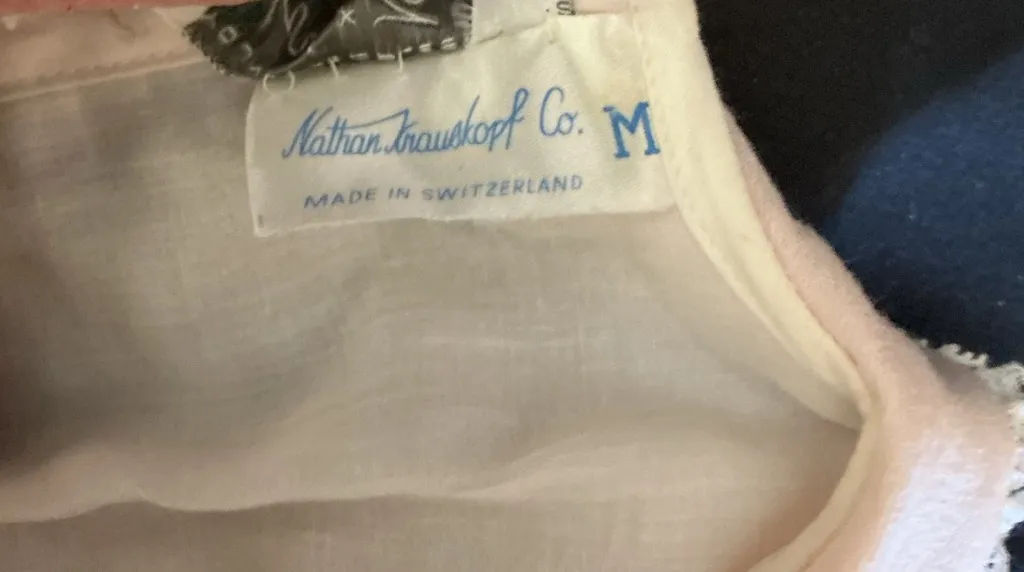 Nathan Krauskopf Co. M
MADE IN SWITZERLAND